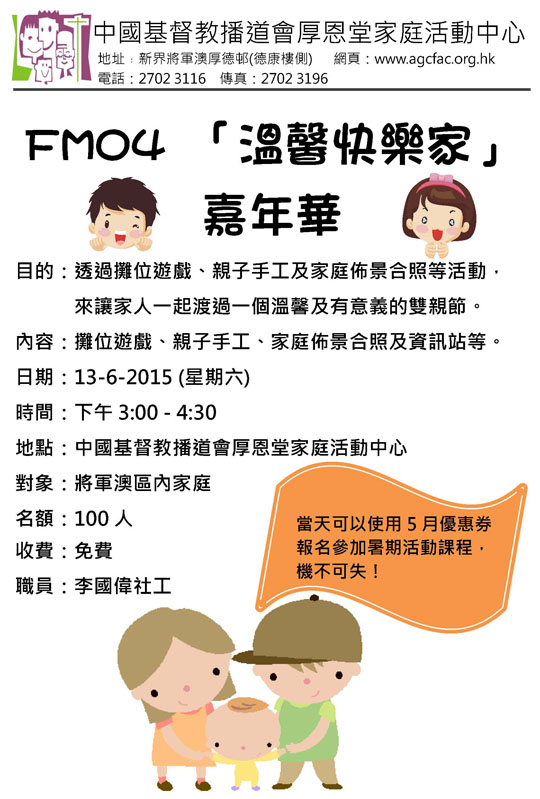 中國基督教播道會厚恩堂家庭活動中心
地址：新界將軍澳厚德邨(德康樓側) 網頁：www.agcfac.org.hk
電話：2702 3116 傳真：2702 3196
FM04 「溫馨快樂家」
嘉年華
目的：透過攤位遊戲、親子手工及家庭佈景合照等活動，
來讓家人一起渡過一個溫馨及有意義的雙親節。
內容：攤位遊戲、親子手工、家庭佈景合照及資訊站等。
日期：13-6-2015 (星期六)
時間：下午 3:00 - 4:30
地點：中國基督教播道會厚恩堂家庭活動中心
對象：將軍澳區內家庭
名額：100 人
收費：免費
職員：李國偉社工
當天可以使用 5 月優惠券
報名參加暑期活動課程，
機不可失！